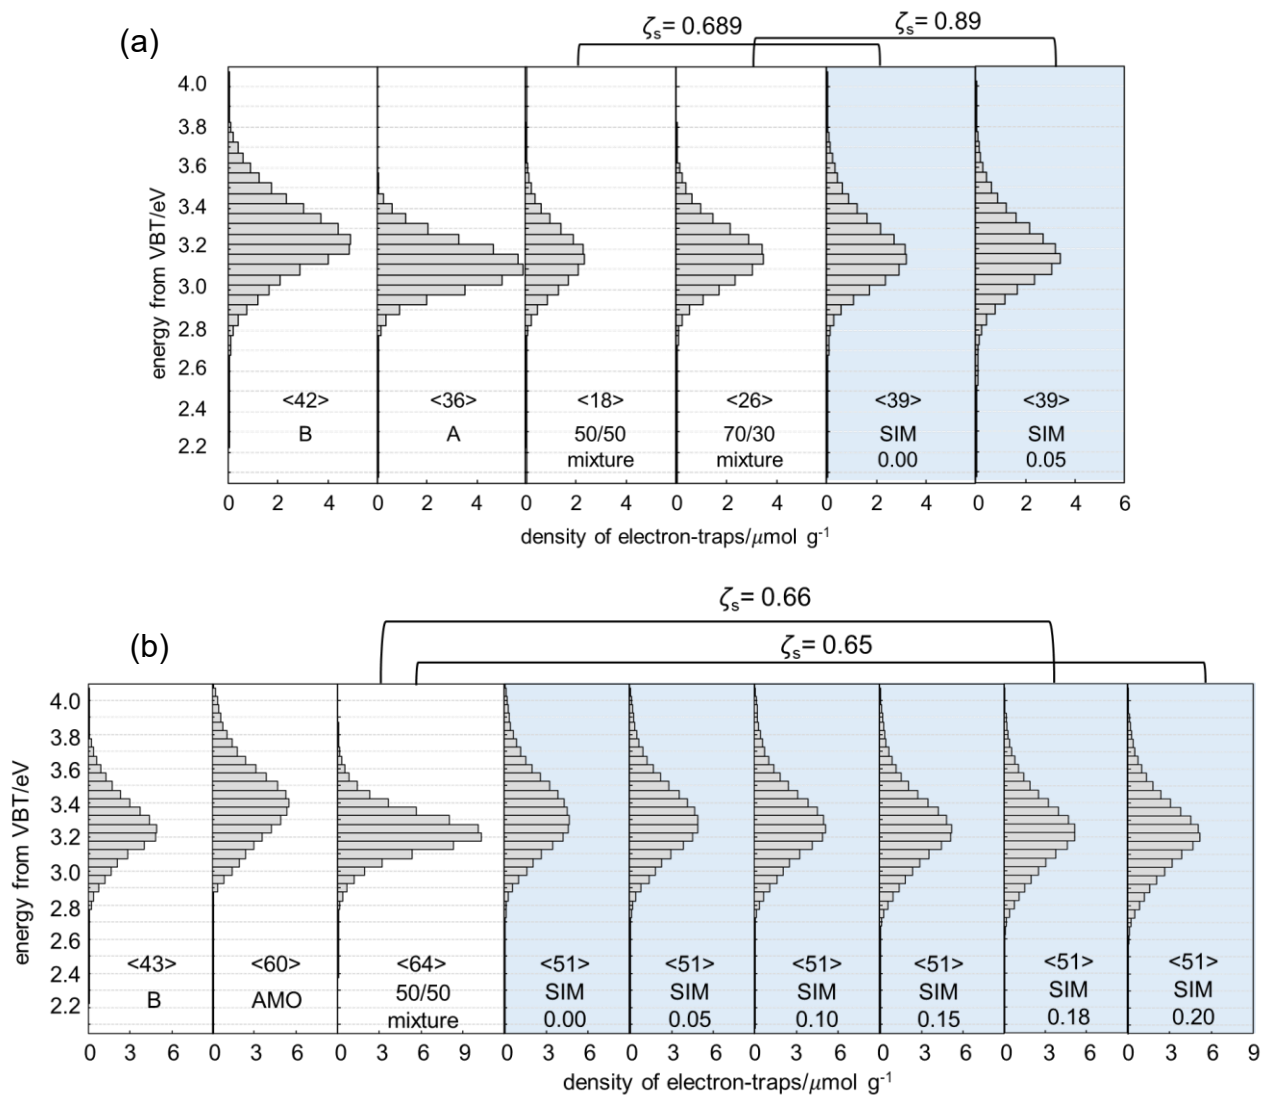 (a)
ζs= 0.689
ζs= 0.89
energy from VBT/eV
4.0
3.8
3.6
3.4
3.2
3.0
2.8
2.6
2.4
2.2
<42> <36> <18> <26> <39> <39>
B A 50/50 70/30 SIM SIM
mixture mixture 0.00 0.05
0 2 4 0 2 4 0 2 4 0 2 4 0 2 4 0 2 4 6
density of electron-traps/μmol g-1
(b)
ζs= 0.66
ζs= 0.65
energy from VBT/eV
4.0
3.8
3.6
3.4
3.2
3.0
2.8
2.6
2.4
2.2
<43> <60> <64> <51> <51> <51> <51> <51> <51>
B AMO 50/50 SIM SIM SIM SIM SIM SIM
mixture 0.00 0.05 0.10 0.15 0.18 0.20
0 3 6 0 3 6 0 3 6 9 0 3 6 0 3 6 0 3 6 0 3 6 0 3 6 0 3 6 9
density of electron-traps/μmol g-1